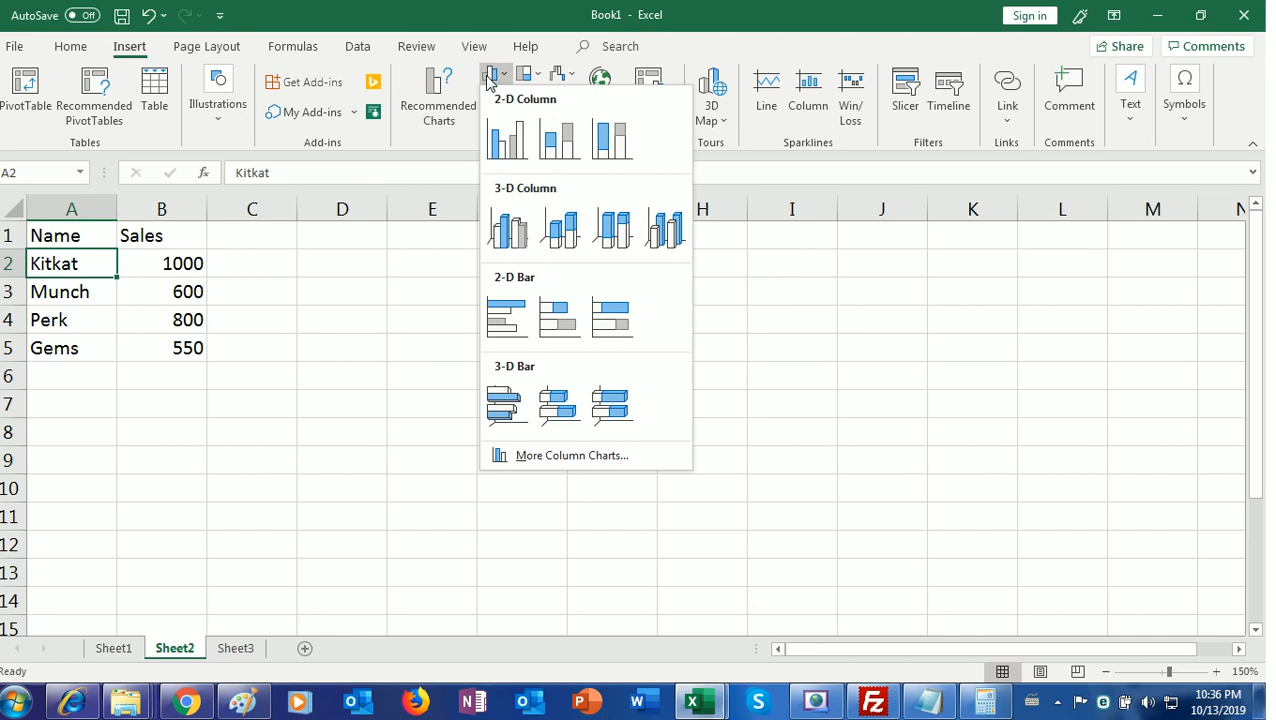 AutoSave Off
Book1 - Excel
Sign in
File Home Insert Page Layout Formulas Data Review View Help Search
Share Comments
PivotTable
Recommended PivotTables
Table
Tables
Illustrations
Get Add-ins
My Add-ins
Add-ins
Recommended Charts
3D Map
Tours
Line
Column
Win/Loss
Sparklines
Slicer
Timeline
Filters
Link
Links
Comment
Comments
Text
Symbols
A2
Kitkat
2-D Column
3-D Column
2-D Bar
3-D Bar
More Column Charts...
A B C D E H I J K L M N
1 Name Sales
2 Kitkat 1000
3 Munch 600
4 Perk 800
5 Gems 550
6
7
8
9
10
11
12
13
14
15
Sheet1 Sheet2 Sheet3
Ready
150%
10:36 PM
10/13/2019